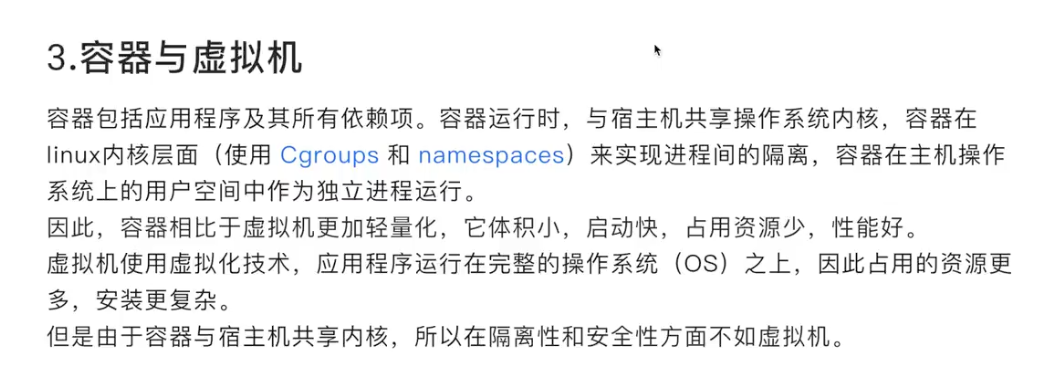 3.容器与虚拟机
容器包括应用程序及其所有依赖项。容器运行时，与宿主机共享操作系统内核，容器在
linux内核层面（使用 Cgroups 和 namespaces）来实现进程间的隔离，容器在主机操作
系统上的用户空间中作为独立进程运行。
因此，容器相比于虚拟机更加轻量化，它体积小，启动快，占用资源少，性能好。
虚拟机使用虚拟化技术，应用程序运行在完整的操作系统（OS）之上，因此占用的资源更
多，安装更复杂。
但是由于容器与宿主机共享内核，所以在隔离性和安全性方面不如虚拟机。